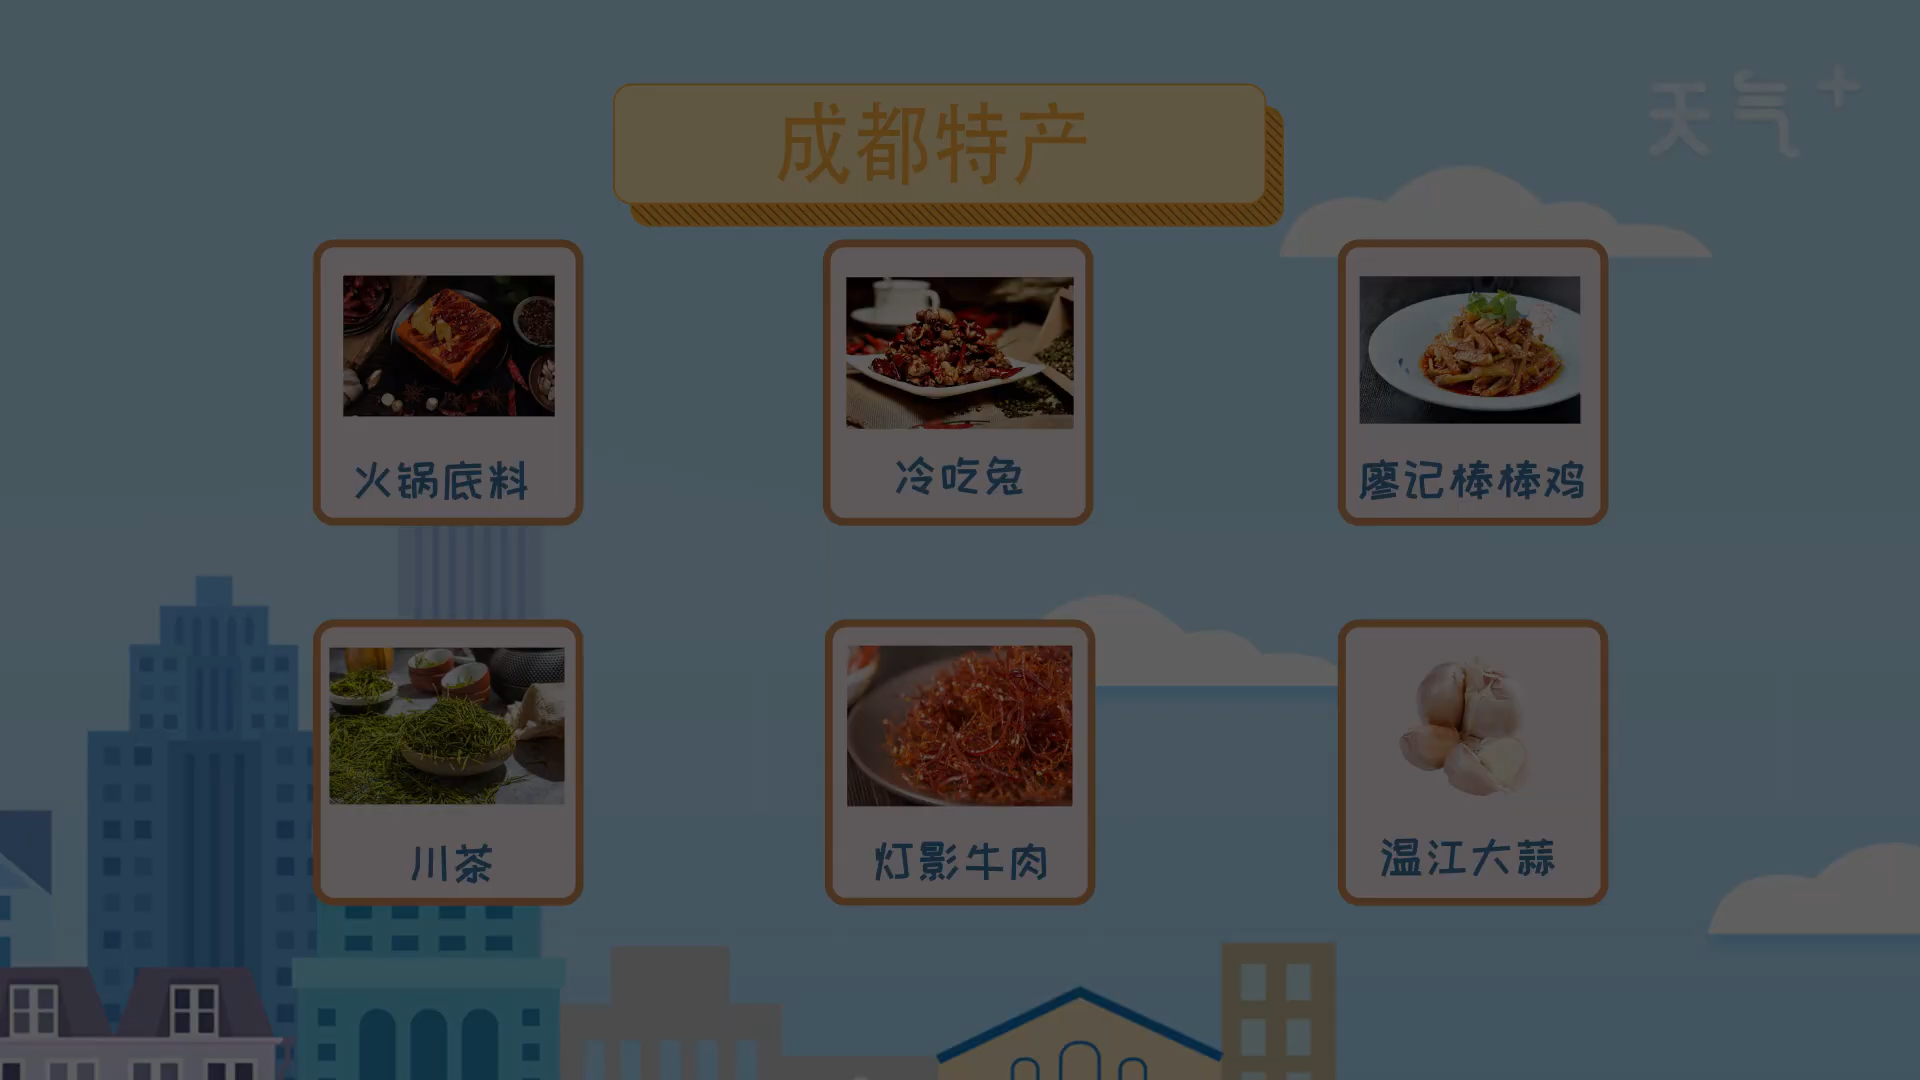 天气+
成都特产
火锅底料
冷吃兔
廖记棒棒鸡
川茶
灯影牛肉
温江大蒜